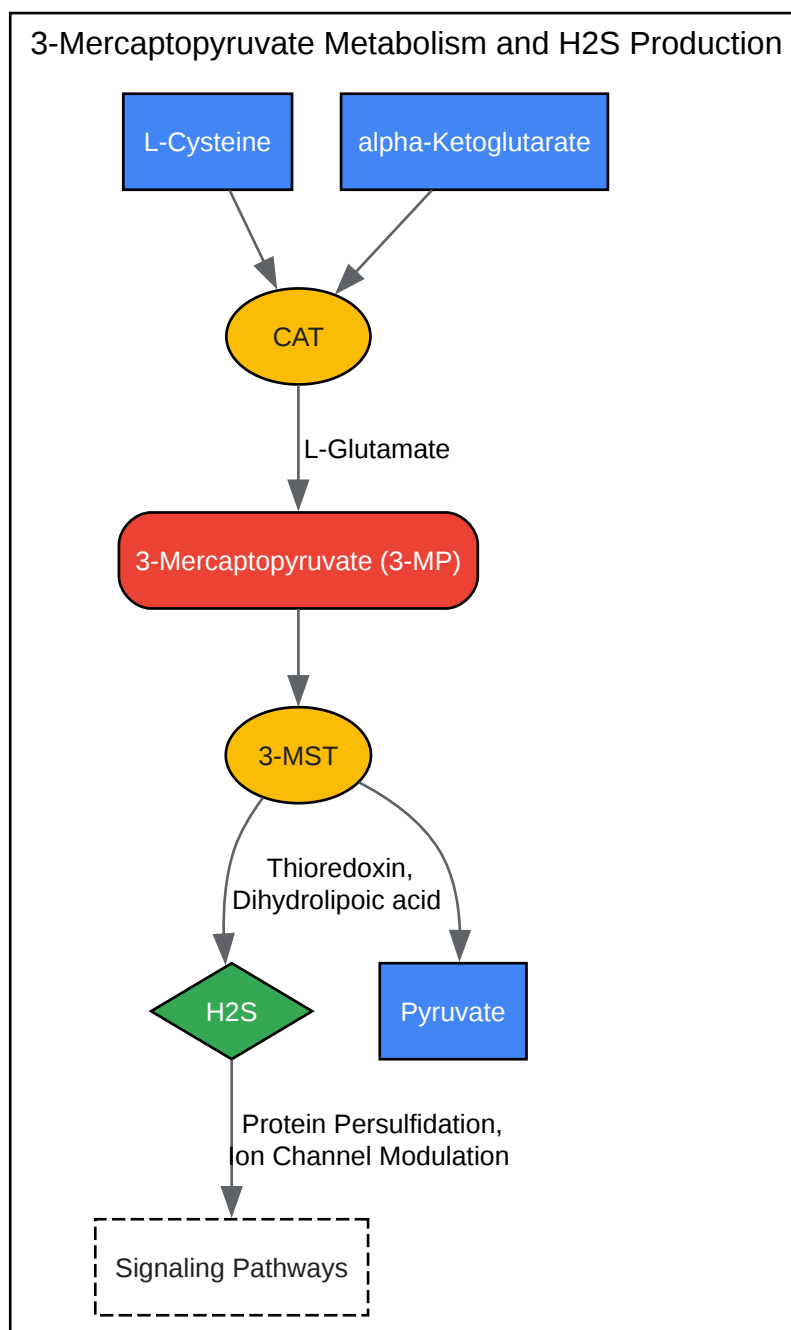 3-Mercaptopyruvate Metabolism and H2S Production
L-Cysteine
alpha-Ketoglutarate
CAT
L-Glutamate
3-Mercaptopyruvate (3-MP)
3-MST
Thioredoxin,
Dihydrolipoic acid
H2S
Pyruvate
Protein Persulfidation,
Ion Channel Modulation
Signaling Pathways